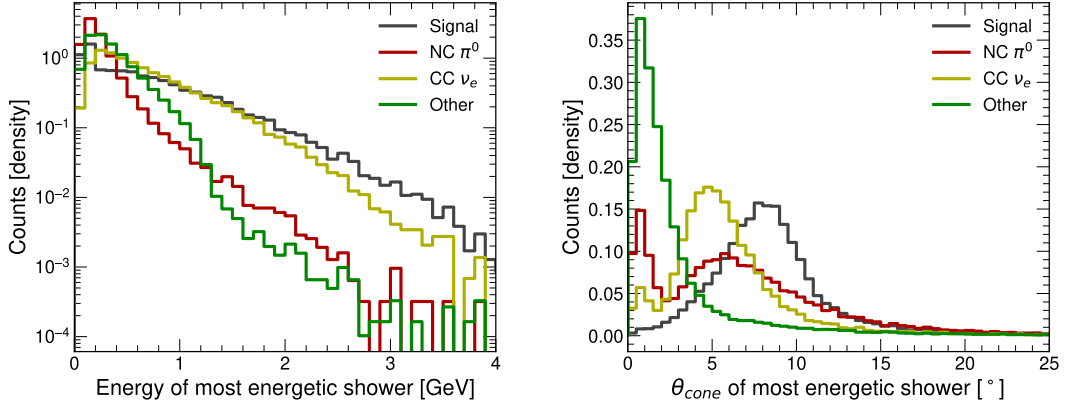 Signal
NC π⁰
CC νₑ
Other
Counts [density]
10⁰
10⁻¹
10⁻²
10⁻³
10⁻⁴
0 1 2 3 4
Energy of most energetic shower [GeV]
Signal
NC π⁰
CC νₑ
Other
Counts [density]
0.35
0.30
0.25
0.20
0.15
0.10
0.05
0.00
0 5 10 15 20 25
θ_cone of most energetic shower [°]